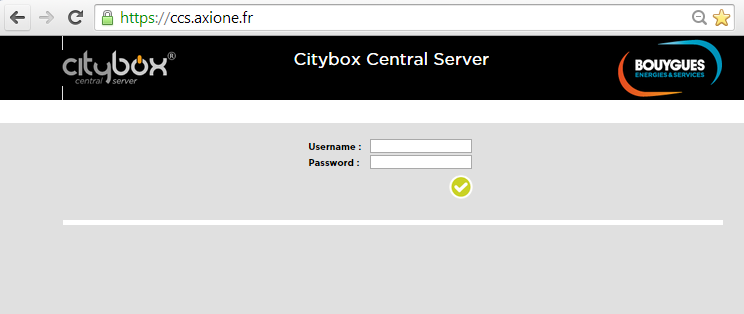 https://ccs.axione.fr
citybox®
central server
Citybox Central Server
BOUYGUES
ENERGIES & SERVICES
Username :
Password :